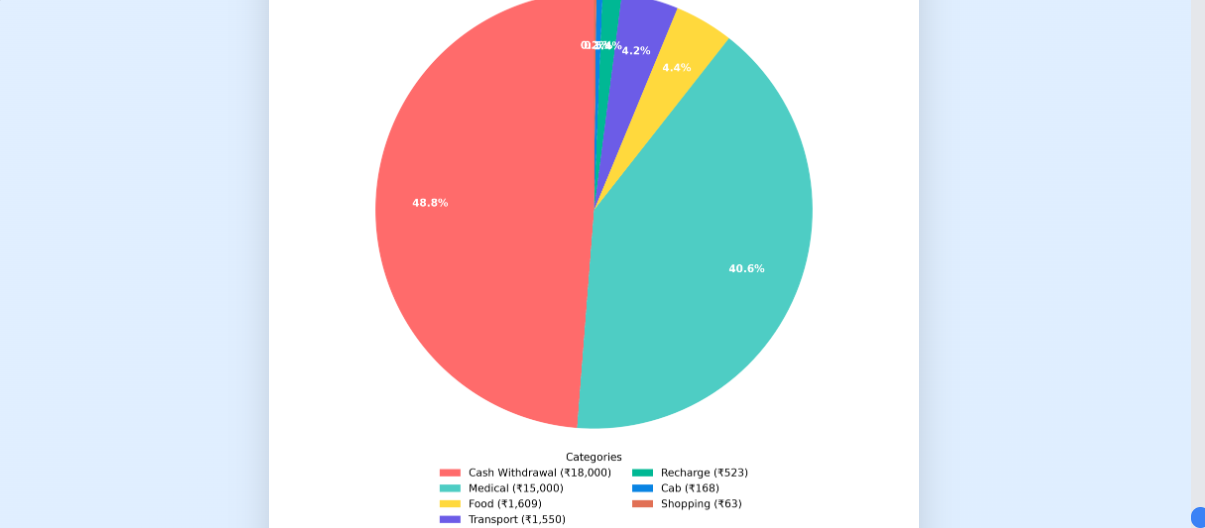 4.2%
4.4%
48.8%
40.6%
Categories
Cash Withdrawal (₹18,000)
Medical (₹15,000)
Food (₹1,609)
Transport (₹1,550)
Recharge (₹523)
Cab (₹168)
Shopping (₹63)